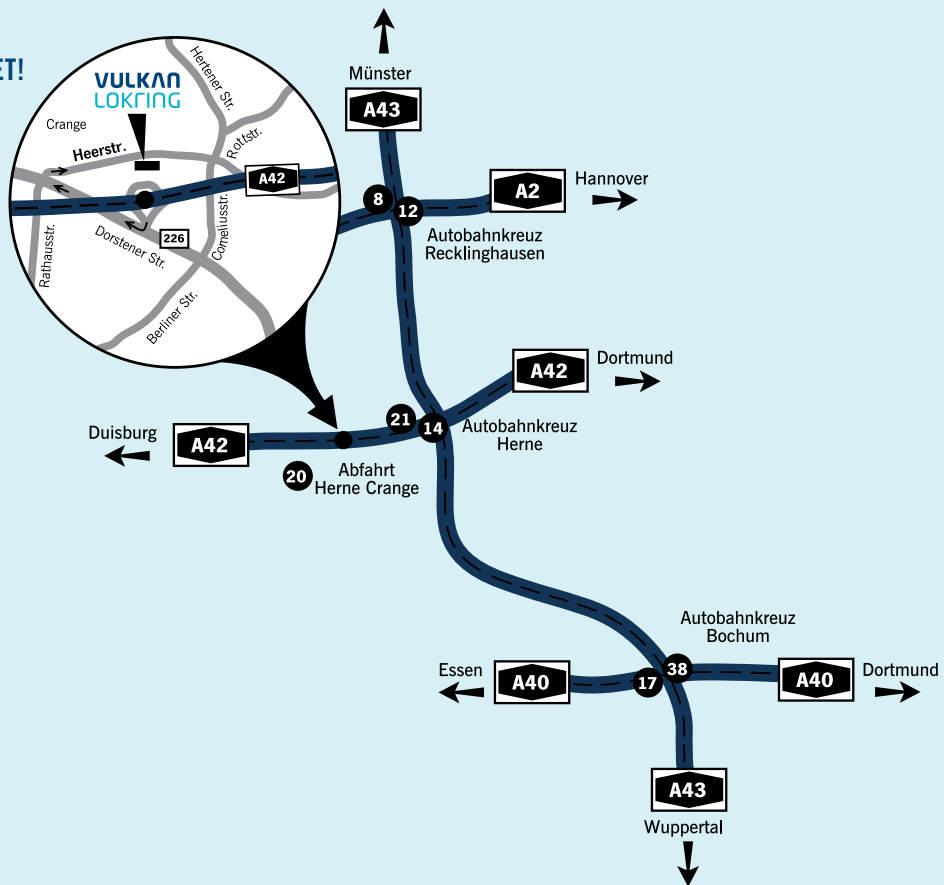 ET!
VULKAN
LOKRING
Crange
Heerstr.
Hertener Str.
Rottstr.
A42
Rathausstr.
Dorstener Str.
226
Corneliusstr.
Berliner Str.
Münster
A43
8
12
A2
Hannover
Autobahnkreuz
Recklinghausen
Dortmund
A42
21
14
Autobahnkreuz
Herne
Duisburg
A42
20
Abfahrt
Herne Crange
Autobahnkreuz
Bochum
Essen
A40
17
38
A40
Dortmund
A43
Wuppertal